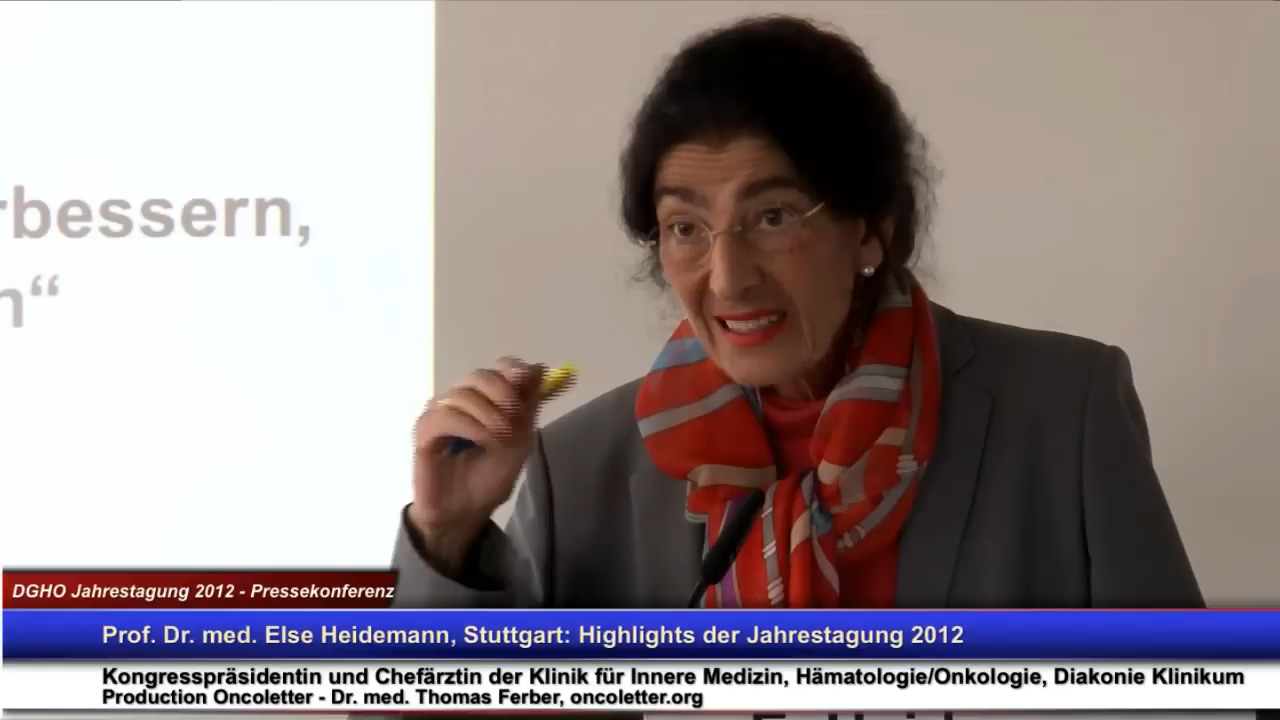 rbessern,
n“
DGHO Jahrestagung 2012 - Pressekonferenz
Prof. Dr. med. Else Heidemann, Stuttgart: Highlights der Jahrestagung 2012
Kongresspräsidentin und Chefärztin der Klinik für Innere Medizin, Hämatologie/Onkologie, Diakonie Klinikum
Production Oncoletter - Dr. med. Thomas Ferber, oncoletter.org